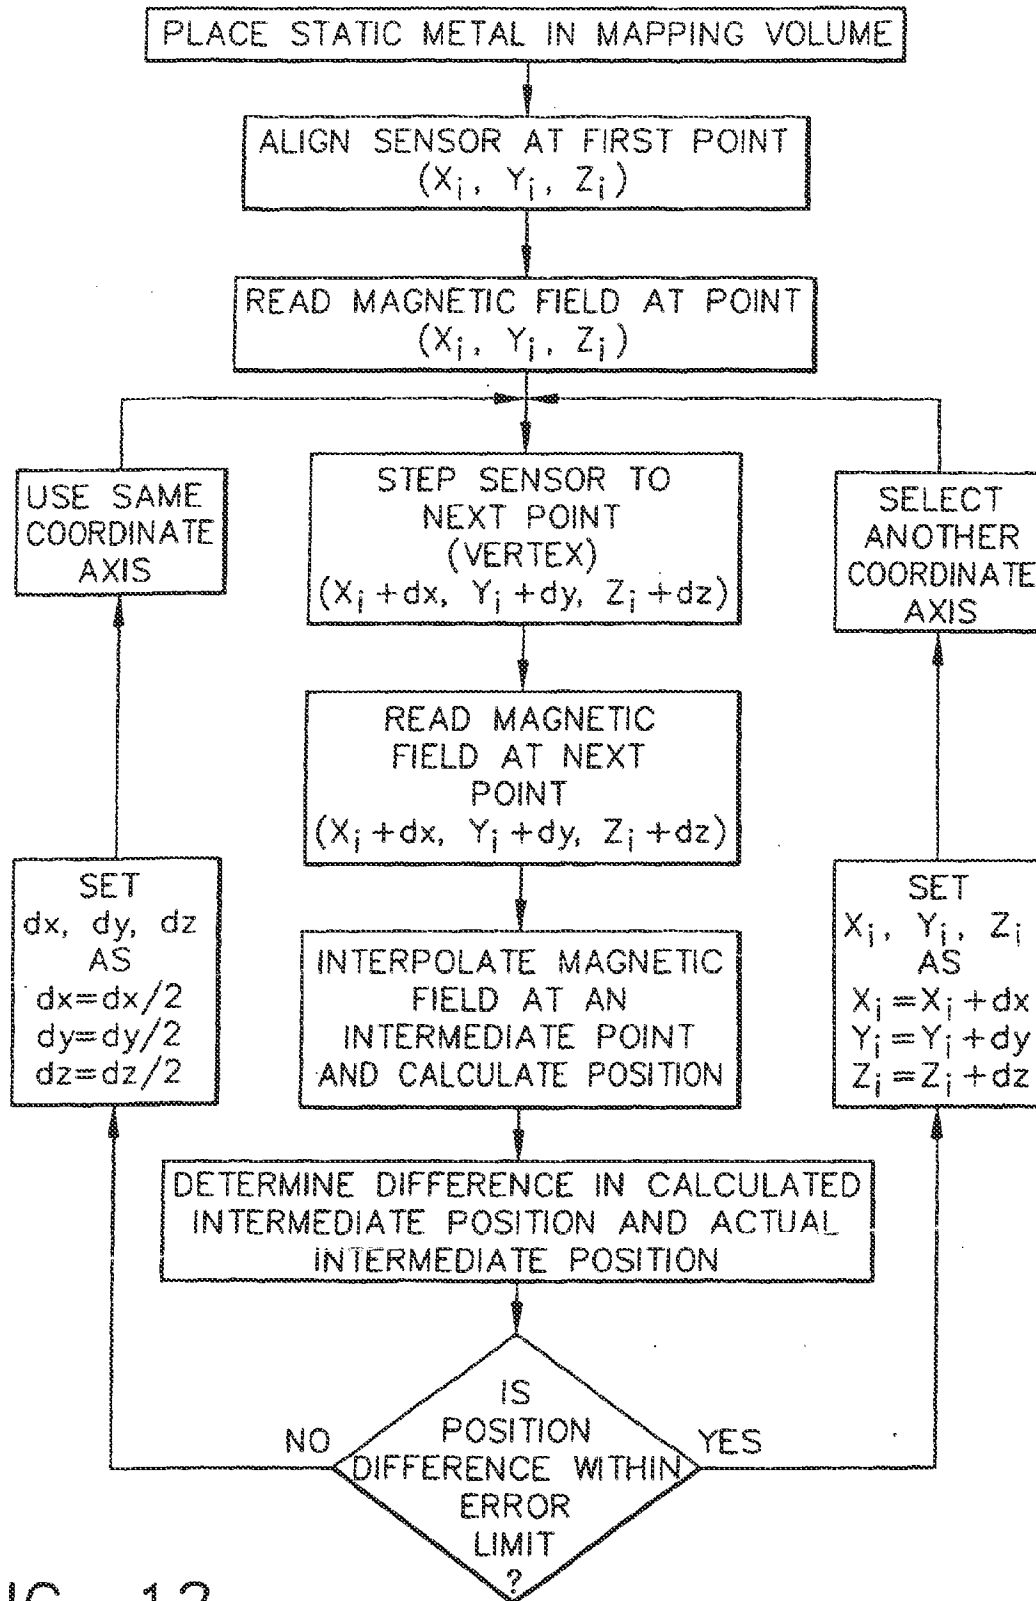 PLACE STATIC METAL IN MAPPING VOLUME
ALIGN SENSOR AT FIRST POINT
(Xi, Yi, Zi)
READ MAGNETIC FIELD AT POINT
(Xi, Yi, Zi)
USE SAME
COORDINATE
AXIS
STEP SENSOR TO
NEXT POINT
(VERTEX)
(Xi+dx, Yi+dy, Zi+dz)
SELECT
ANOTHER
COORDINATE
AXIS
READ MAGNETIC
FIELD AT NEXT
POINT
(Xi+dx, Yi+dy, Zi+dz)
SET
dx, dy, dz
AS
dx=dx/2
dy=dy/2
dz=dz/2
INTERPOLATE MAGNETIC
FIELD AT AN
INTERMEDIATE POINT
AND CALCULATE POSITION
SET
Xi, Yi, Zi
AS
Xi=Xi+dx
Yi=Yi+dy
Zi=Zi+dz
DETERMINE DIFFERENCE IN CALCULATED
INTERMEDIATE POSITION AND ACTUAL
INTERMEDIATE POSITION
NO
IS
POSITION
DIFFERENCE WITHIN
ERROR
LIMIT
?
YES